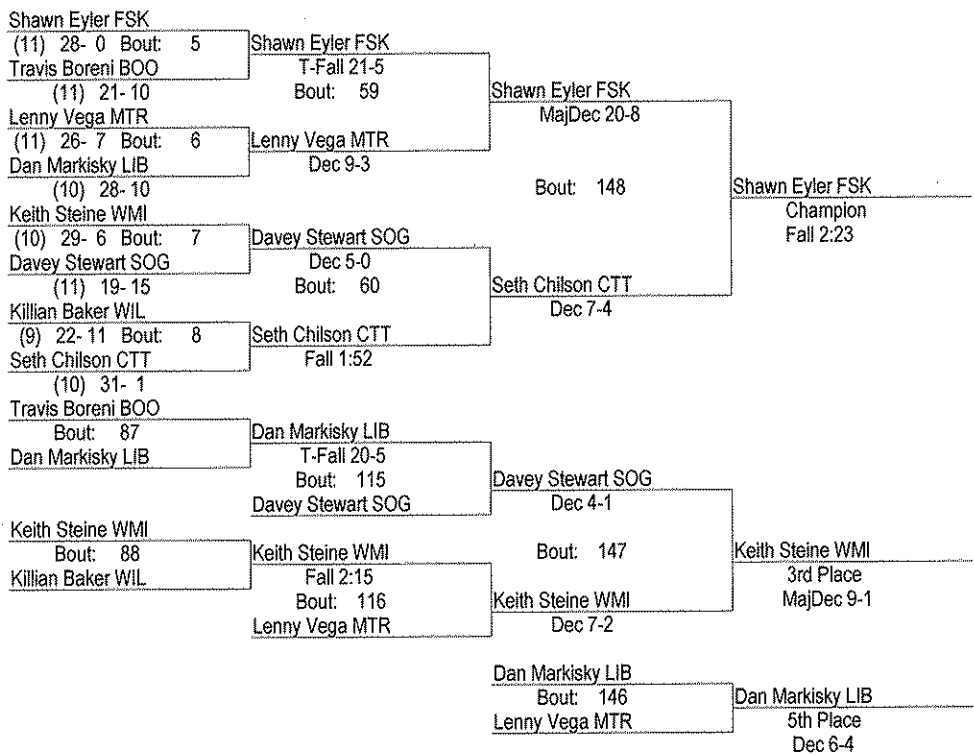 Shawn Eyler FSK
(11) 28- 0 Bout: 5
Travis Boreni BOO
(11) 21- 10
Lenny Vega MTR
(11) 26- 7 Bout: 6
Dan Markisky LIB
(10) 28- 10
Keith Steine WMI
(10) 29- 6 Bout: 7
Davey Stewart SOG
(11) 19- 15
Killian Baker WIL
(9) 22- 11 Bout: 8
Seth Chilson CTT
(10) 31- 1
Shawn Eyler FSK
T-Fall 21-5
Bout: 59
Lenny Vega MTR
Dec 9-3
Davey Stewart SOG
Dec 5-0
Bout: 60
Seth Chilson CTT
Fall 1:52
Shawn Eyler FSK
MajDec 20-8
Bout: 148
Seth Chilson CTT
Dec 7-4
Shawn Eyler FSK
Champion
Fall 2:23
Travis Boreni BOO
Bout: 87
Dan Markisky LIB
Keith Steine WMI
Bout: 88
Killian Baker WIL
Dan Markisky LIB
T-Fall 20-5
Bout: 115
Davey Stewart SOG
Keith Steine WMI
Fall 2:15
Bout: 116
Lenny Vega MTR
Davey Stewart SOG
Dec 4-1
Bout: 147
Keith Steine WMI
Dec 7-2
Keith Steine WMI
3rd Place
MajDec 9-1
Dan Markisky LIB
Bout: 146
Lenny Vega MTR
Dan Markisky LIB
5th Place
Dec 6-4